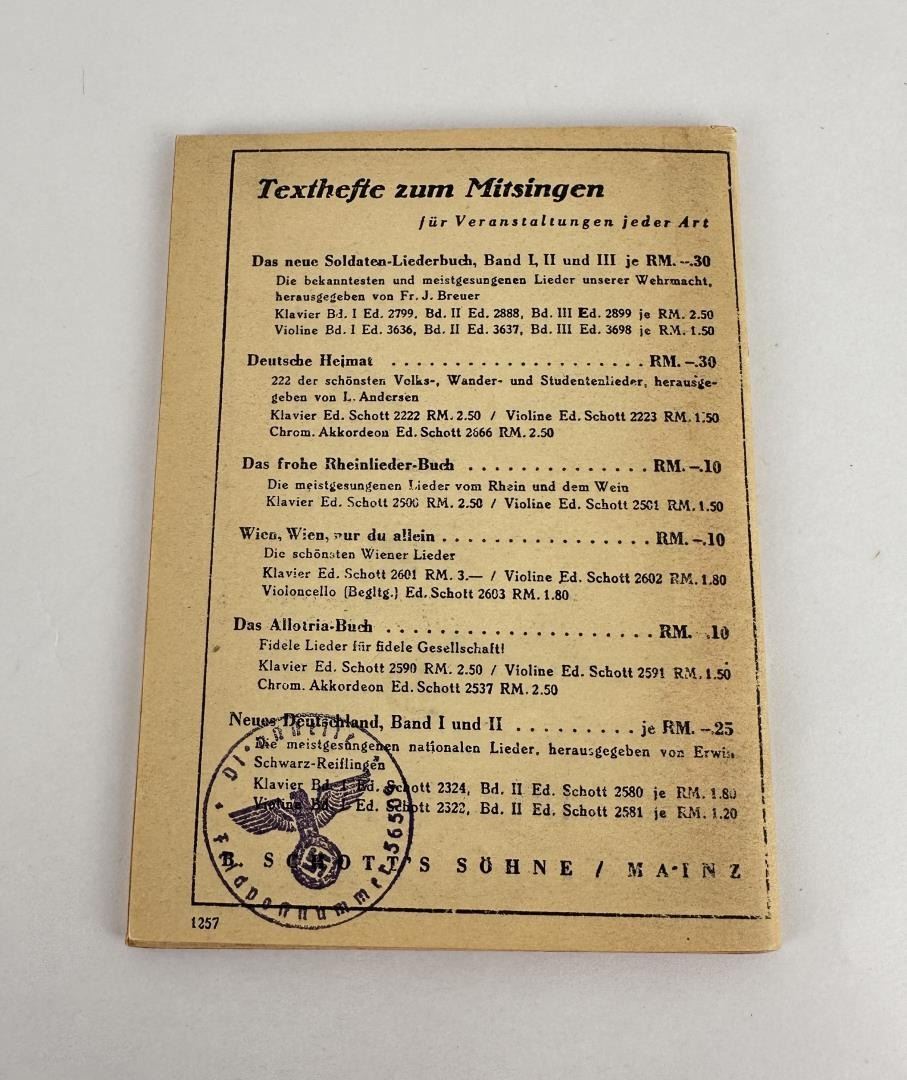 Texthefte zum Mitsingen
für Veranstaltungen jeder Art
Das neue Soldaten-Liederbuch, Band I, II und III je RM. -.30
Die bekanntesten und meistgesungenen Lieder unserer Wehrmacht,
herausgegeben von Fr. J. Breuer
Klavier Bd. I Ed. 2799, Bd. II Ed. 2888, Bd. III Ed. 2899 je RM. 2.50
Violine Bd. I Ed. 3636, Bd. II Ed. 3637, Bd. III Ed. 3698 je RM. 1.50
Deutsche Heimat . . . . . . . . . . . . . . . . . . . . RM. -.30
222 der schönsten Volks-, Wander- und Studentenlieder, herausge-
geben von L. Andersen
Klavier Ed. Schott 2222 RM. 2.50 / Violine Ed. Schott 2223 RM. 1.50
Chrom. Akkordeon Ed. Schott 2666 RM. 2.50
Das frohe Rheinlieder-Buch . . . . . . . . . . . . . . RM. -.10
Die meistgesungenen Lieder vom Rhein und dem Wein
Klavier Ed. Schott 2500 RM. 2.50 / Violine Ed. Schott 2501 RM. 1.50
Wien, Wien, nur du allein . . . . . . . . . . . . . . . . . RM. -.10
Die schönsten Wiener Lieder
Klavier Ed. Schott 2601 RM. 3.— / Violine Ed. Schott 2602 RM. 1.80
Violoncello (Begltg.) Ed. Schott 2603 RM. 1.80
Das Allotria-Buch . . . . . . . . . . . . . . . . . . . . . RM. -.10
Fidele Lieder für fidele Gesellschaft!
Klavier Ed. Schott 2590 RM. 2.50 / Violine Ed. Schott 2591 RM. 1.50
Chrom. Akkordeon Ed. Schott 2537 RM. 2.50
Neues Deutschland, Band I und II . . . . . . . . . . je RM. -.25
Die meistgesungenen nationalen Lieder, herausgegeben von Erwin
Schwarz-Reiflingen
Klavier Bd. I Ed. Schott 2324, Bd. II Ed. Schott 2580 je RM. 1.80
Violine Bd. I Ed. Schott 2322, Bd. II Ed. Schott 2581 je RM. 1.20
B. SCHOTT'S SÖHNE / MAINZ
1257
Feldpostnummer 56509